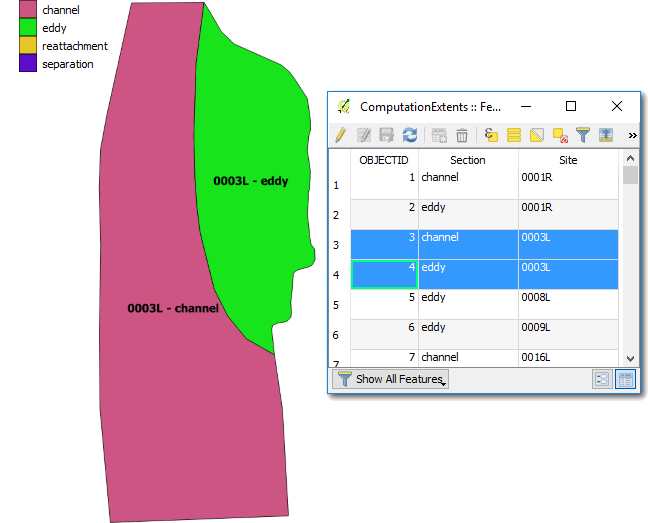 channel
eddy
reattachment
separation
0003L - eddy
0003L - channel
ComputationExtents :: Fe...
»
OBJECTID Section Site
1 1 channel 0001R
2 2 eddy 0001R
3 3 channel 0003L
4 4 eddy 0003L
5 5 eddy 0008L
6 6 eddy 0009L
7 7 channel 0016L
Show All Features